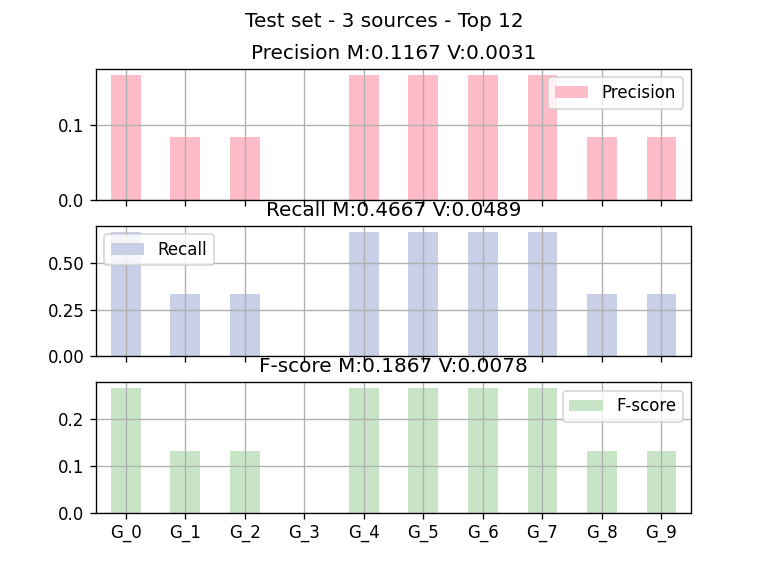 Test set - 3 sources - Top 12
Precision M:0.1167 V:0.0031
Precision
0.1
0.0
Recall M:0.4667 V:0.0489
Recall
0.50
0.25
0.00
F-score M:0.1867 V:0.0078
F-score
0.2
0.1
0.0
G_0 G_1 G_2 G_3 G_4 G_5 G_6 G_7 G_8 G_9